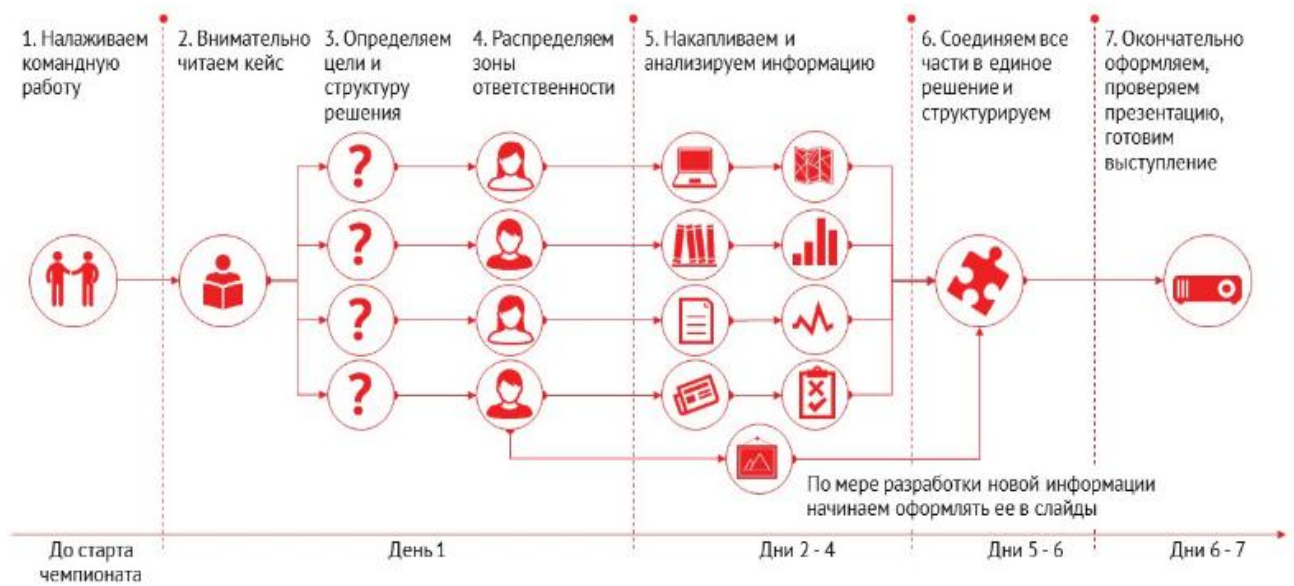 1. Налаживаем
командную
работу
2. Внимательно
читаем кейс
3. Определяем
цели и
структуру
решения
4. Распределяем
зоны
ответственности
5. Накапливаем и
анализируем информацию
6. Соединяем все
части в единое
решение и
структурируем
7. Окончательно
оформляем,
проверяем
презентацию,
готовим
выступление
По мере разработки новой информации
начинаем оформлять ее в слайды
До старта
чемпионата
День 1
Дни 2 - 4
Дни 5 - 6
Дни 6 - 7